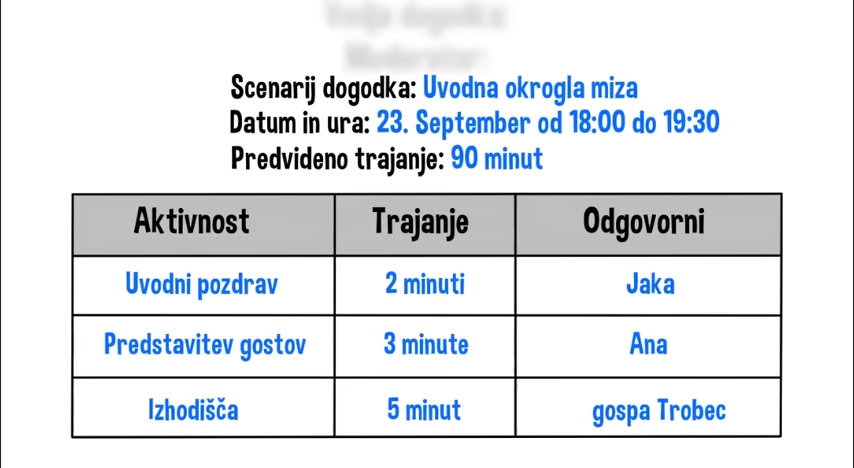 Scenarij dogodka: Uvodna okrogla miza
Datum in ura: 23. September od 18:00 do 19:30
Predvideno trajanje: 90 minut
Aktivnost Trajanje Odgovorni
Uvodni pozdrav 2 minuti Jaka
Predstavitev gostov 3 minute Ana
Izhodišča 5 minut gospa Trobec